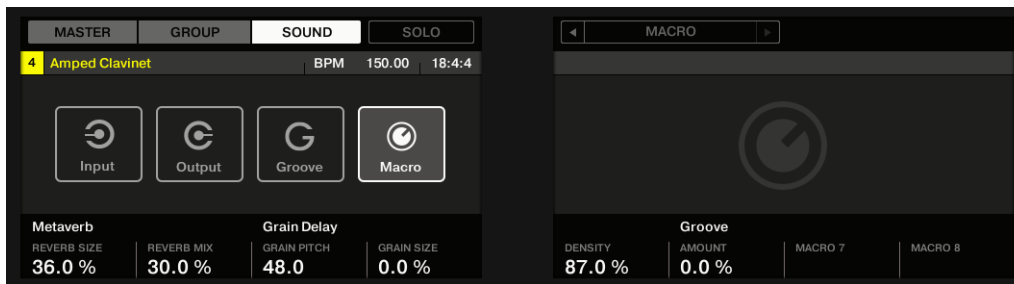 MASTER GROUP SOUND SOLO
MACRO
4 Amped Clavinet BPM 150.00 18:4:4
Input Output Groove Macro
Metaverb Grain Delay
REVERB SIZE REVERB MIX GRAIN PITCH GRAIN SIZE
36.0 % 30.0 % 48.0 0.0 %
Groove
DENSITY AMOUNT MACRO 7 MACRO 8
87.0 % 0.0 %